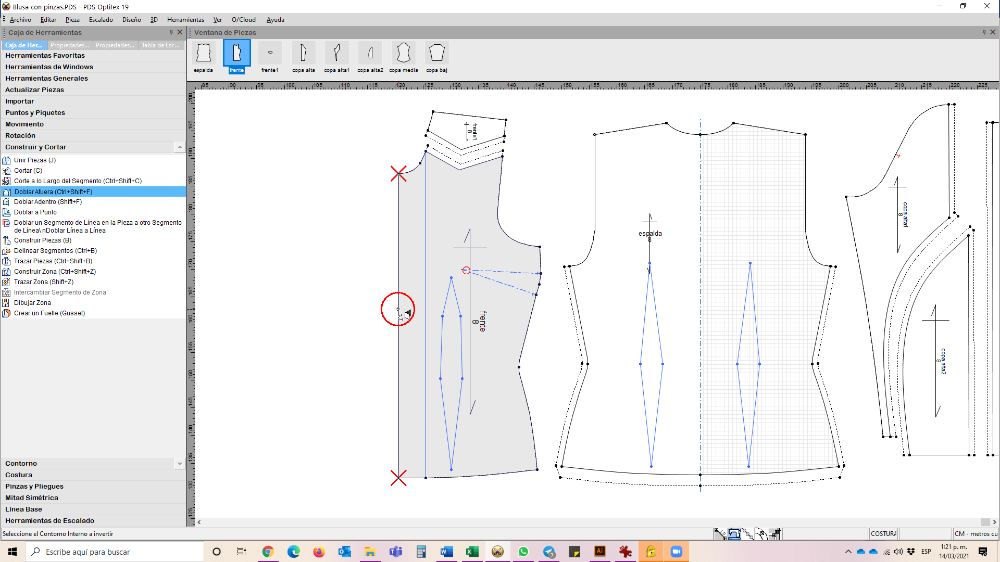 Blusa con pinzas.PDS - PDS Optitex 19
Archivo Editar Pieza Escalado Diseño 3D Herramientas Ver O/Cloud Ayuda
Caja de Herramientas
Caja de Her... Propiedades... Propiedades... Tabla de Esc...
Herramientas Favoritas
Herramientas de Windows
Herramientas Generales
Actualizar Piezas
Importar
Puntos y Piquetes
Movimiento
Rotación
Construir y Cortar
Unir Piezas (J)
Cortar (C)
Corte a lo Largo del Segmento (Ctrl+Shift+C)
Doblar Afuera (Ctrl+Shift+F)
Doblar Adentro (Shift+F)
Doblar a Punto
Doblar un Segmento de Línea en la Pieza a otro Segmento
de Línea\ nDoblar Línea a Línea
Construir Piezas (B)
Delinear Segmentos (Ctrl+B)
Trazar Piezas (Ctrl+Shift+B)
Construir Zona (Ctrl+Shift+Z)
Trazar Zona (Shift+Z)
Intercambiar Segmento de Zona
Dibujar Zona
Crear un Fuelle (Gusset)
Contorno
Costura
Pinzas y Pliegues
Mitad Simétrica
Línea Base
Herramientas de Escalado
Ventana de Piezas
espalda frente frente1 copa alta copa alta1 copa alta2 copa media copa baj
85 90 95 100 105 110 115 120 125 130 135 140 145 150 155 160 165 170 175 180 185 190 195 200 205 210 215 220 225
200
195
190
185
180
175
170
165
160
155
150
145
140
135
130
125
frente1
8
frente
8
espalda
8
copa alta1
8
copa alta2
8
Seleccione el Contorno Interno a invertir
COSTURA
CM - metros cu
Escribe aquí para buscar
7
Ai
ESP
1:21 p. m.
14/03/2021